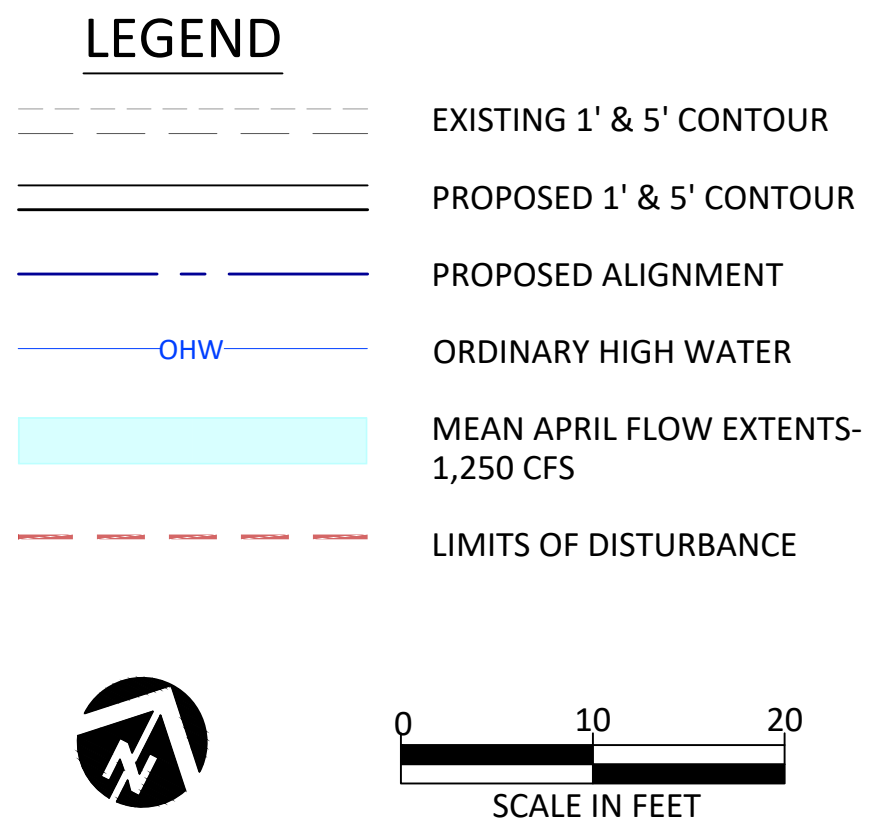 LEGEND
EXISTING 1' & 5' CONTOUR
PROPOSED 1' & 5' CONTOUR
PROPOSED ALIGNMENT
OHW
ORDINARY HIGH WATER
MEAN APRIL FLOW EXTENTS-
1,250 CFS
LIMITS OF DISTURBANCE
N
0 10 20
SCALE IN FEET